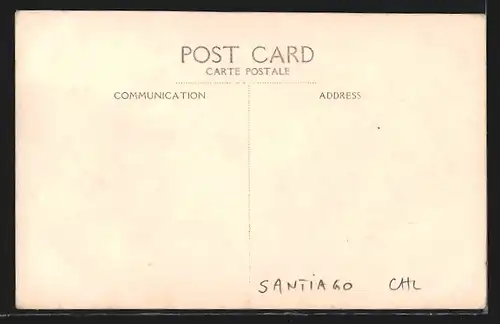 POST CARD
CARTE POSTALE
COMMUNICATION ADDRESS
SANTIAGO CHL